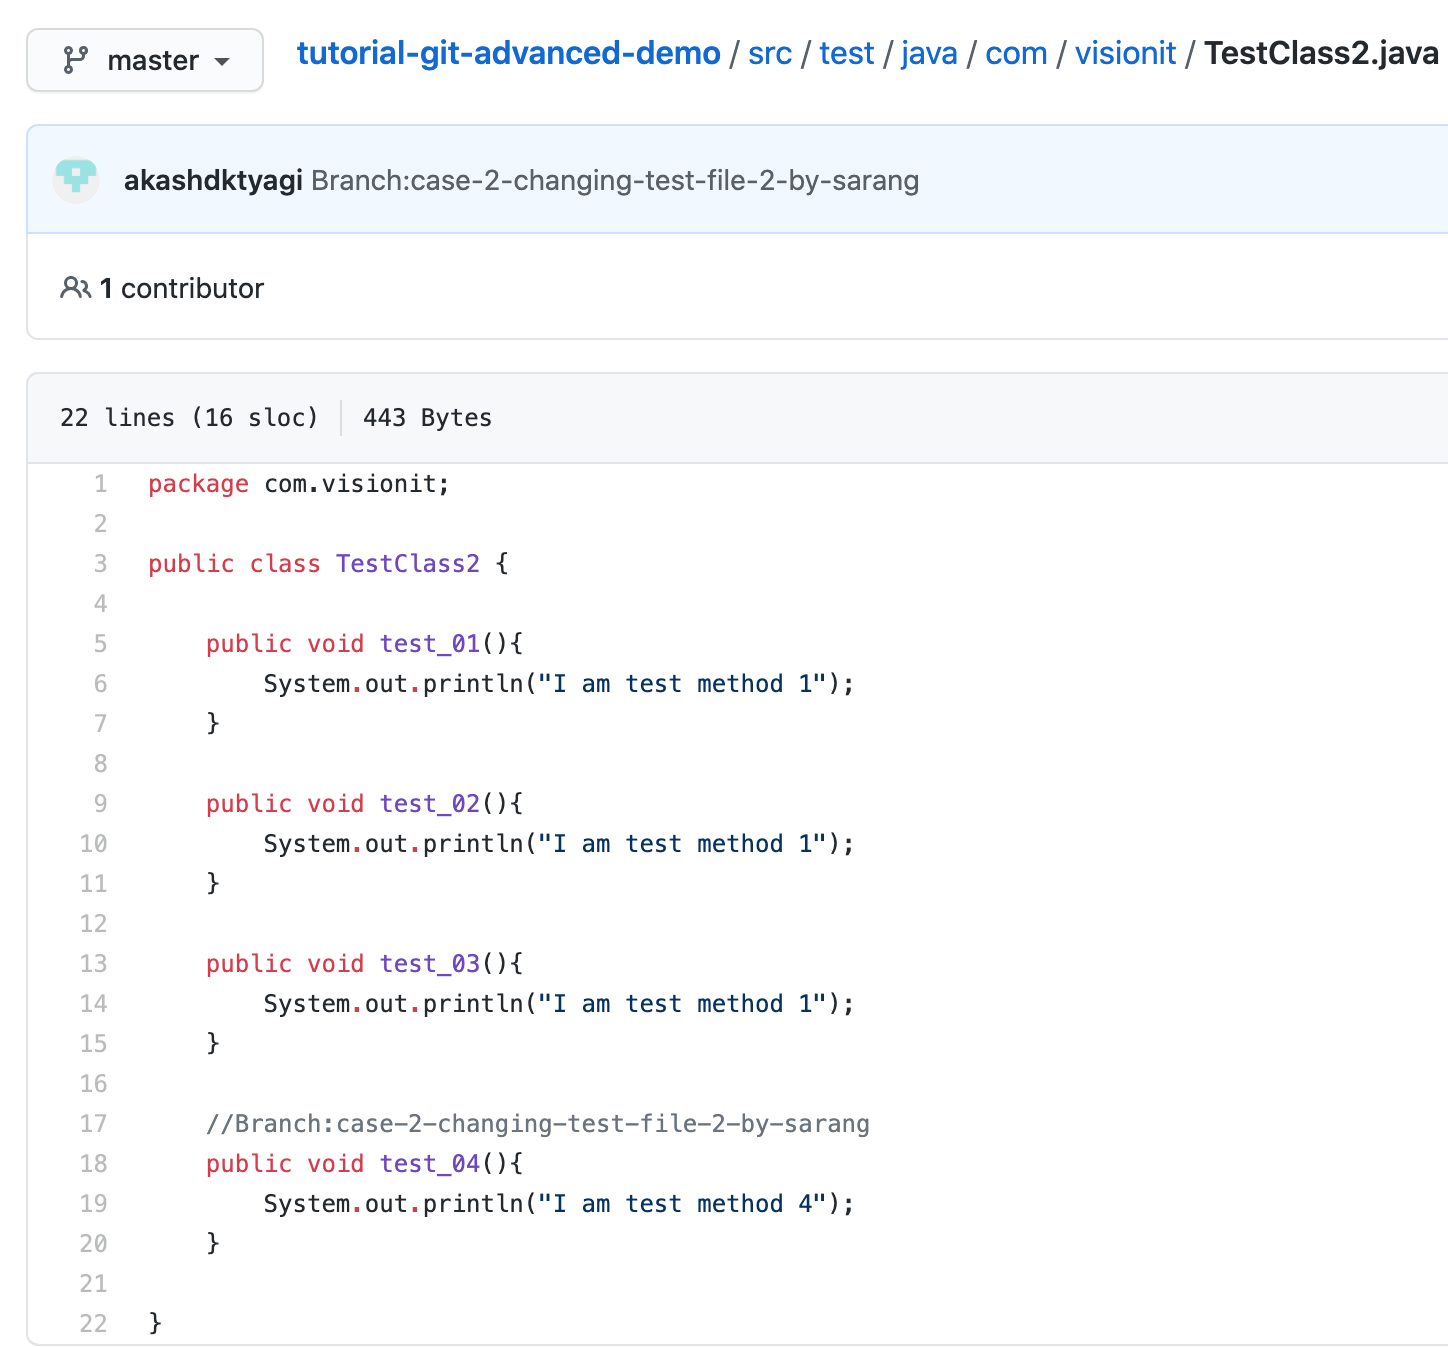 master
tutorial-git-advanced-demo / src / test / java / com / visionit / TestClass2.java
akashdktyagi Branch:case-2-changing-test-file-2-by-sarang
1 contributor
22 lines (16 sloc) 443 Bytes
1 package com.visionit;
2
3 public class TestClass2 {
4
5     public void test_01(){
6         System.out.println("I am test method 1");
7     }
8
9     public void test_02(){
10         System.out.println("I am test method 1");
11     }
12
13     public void test_03(){
14         System.out.println("I am test method 1");
15     }
16
17     //Branch:case-2-changing-test-file-2-by-sarang
18     public void test_04(){
19         System.out.println("I am test method 4");
20     }
21
22 }